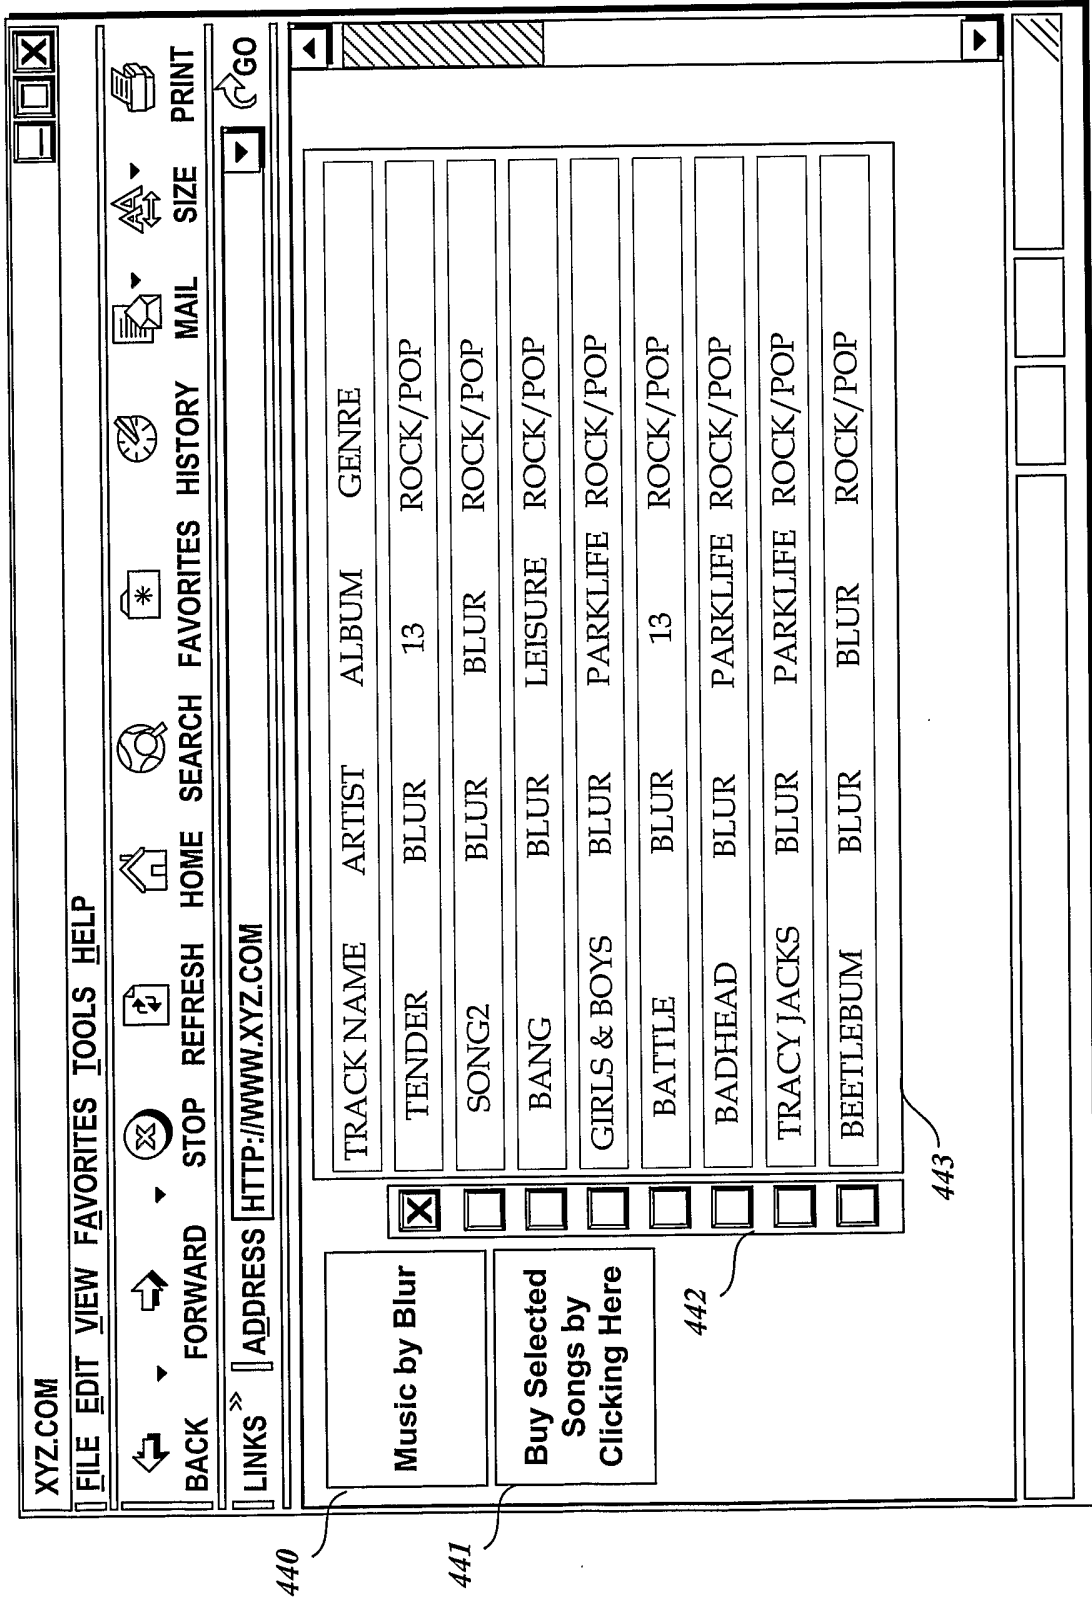 XYZ.COM
FILE EDIT VIEW FAVORITES TOOLS HELP
BACK FORWARD STOP REFRESH HOME SEARCH FAVORITES HISTORY MAIL SIZE PRINT
LINKS » ADDRESS HTTP://WWW.XYZ.COM GO
440
Music by Blur
441
Buy Selected
Songs by
Clicking Here
442
TRACK NAME ARTIST ALBUM GENRE
TENDER BLUR 13 ROCK/POP
SONG2 BLUR BLUR ROCK/POP
BANG BLUR LEISURE ROCK/POP
GIRLS & BOYS BLUR PARKLIFE ROCK/POP
BATTLE BLUR 13 ROCK/POP
BADHEAD BLUR PARKLIFE ROCK/POP
TRACY JACKS BLUR PARKLIFE ROCK/POP
BEETLEBUM BLUR BLUR ROCK/POP
443